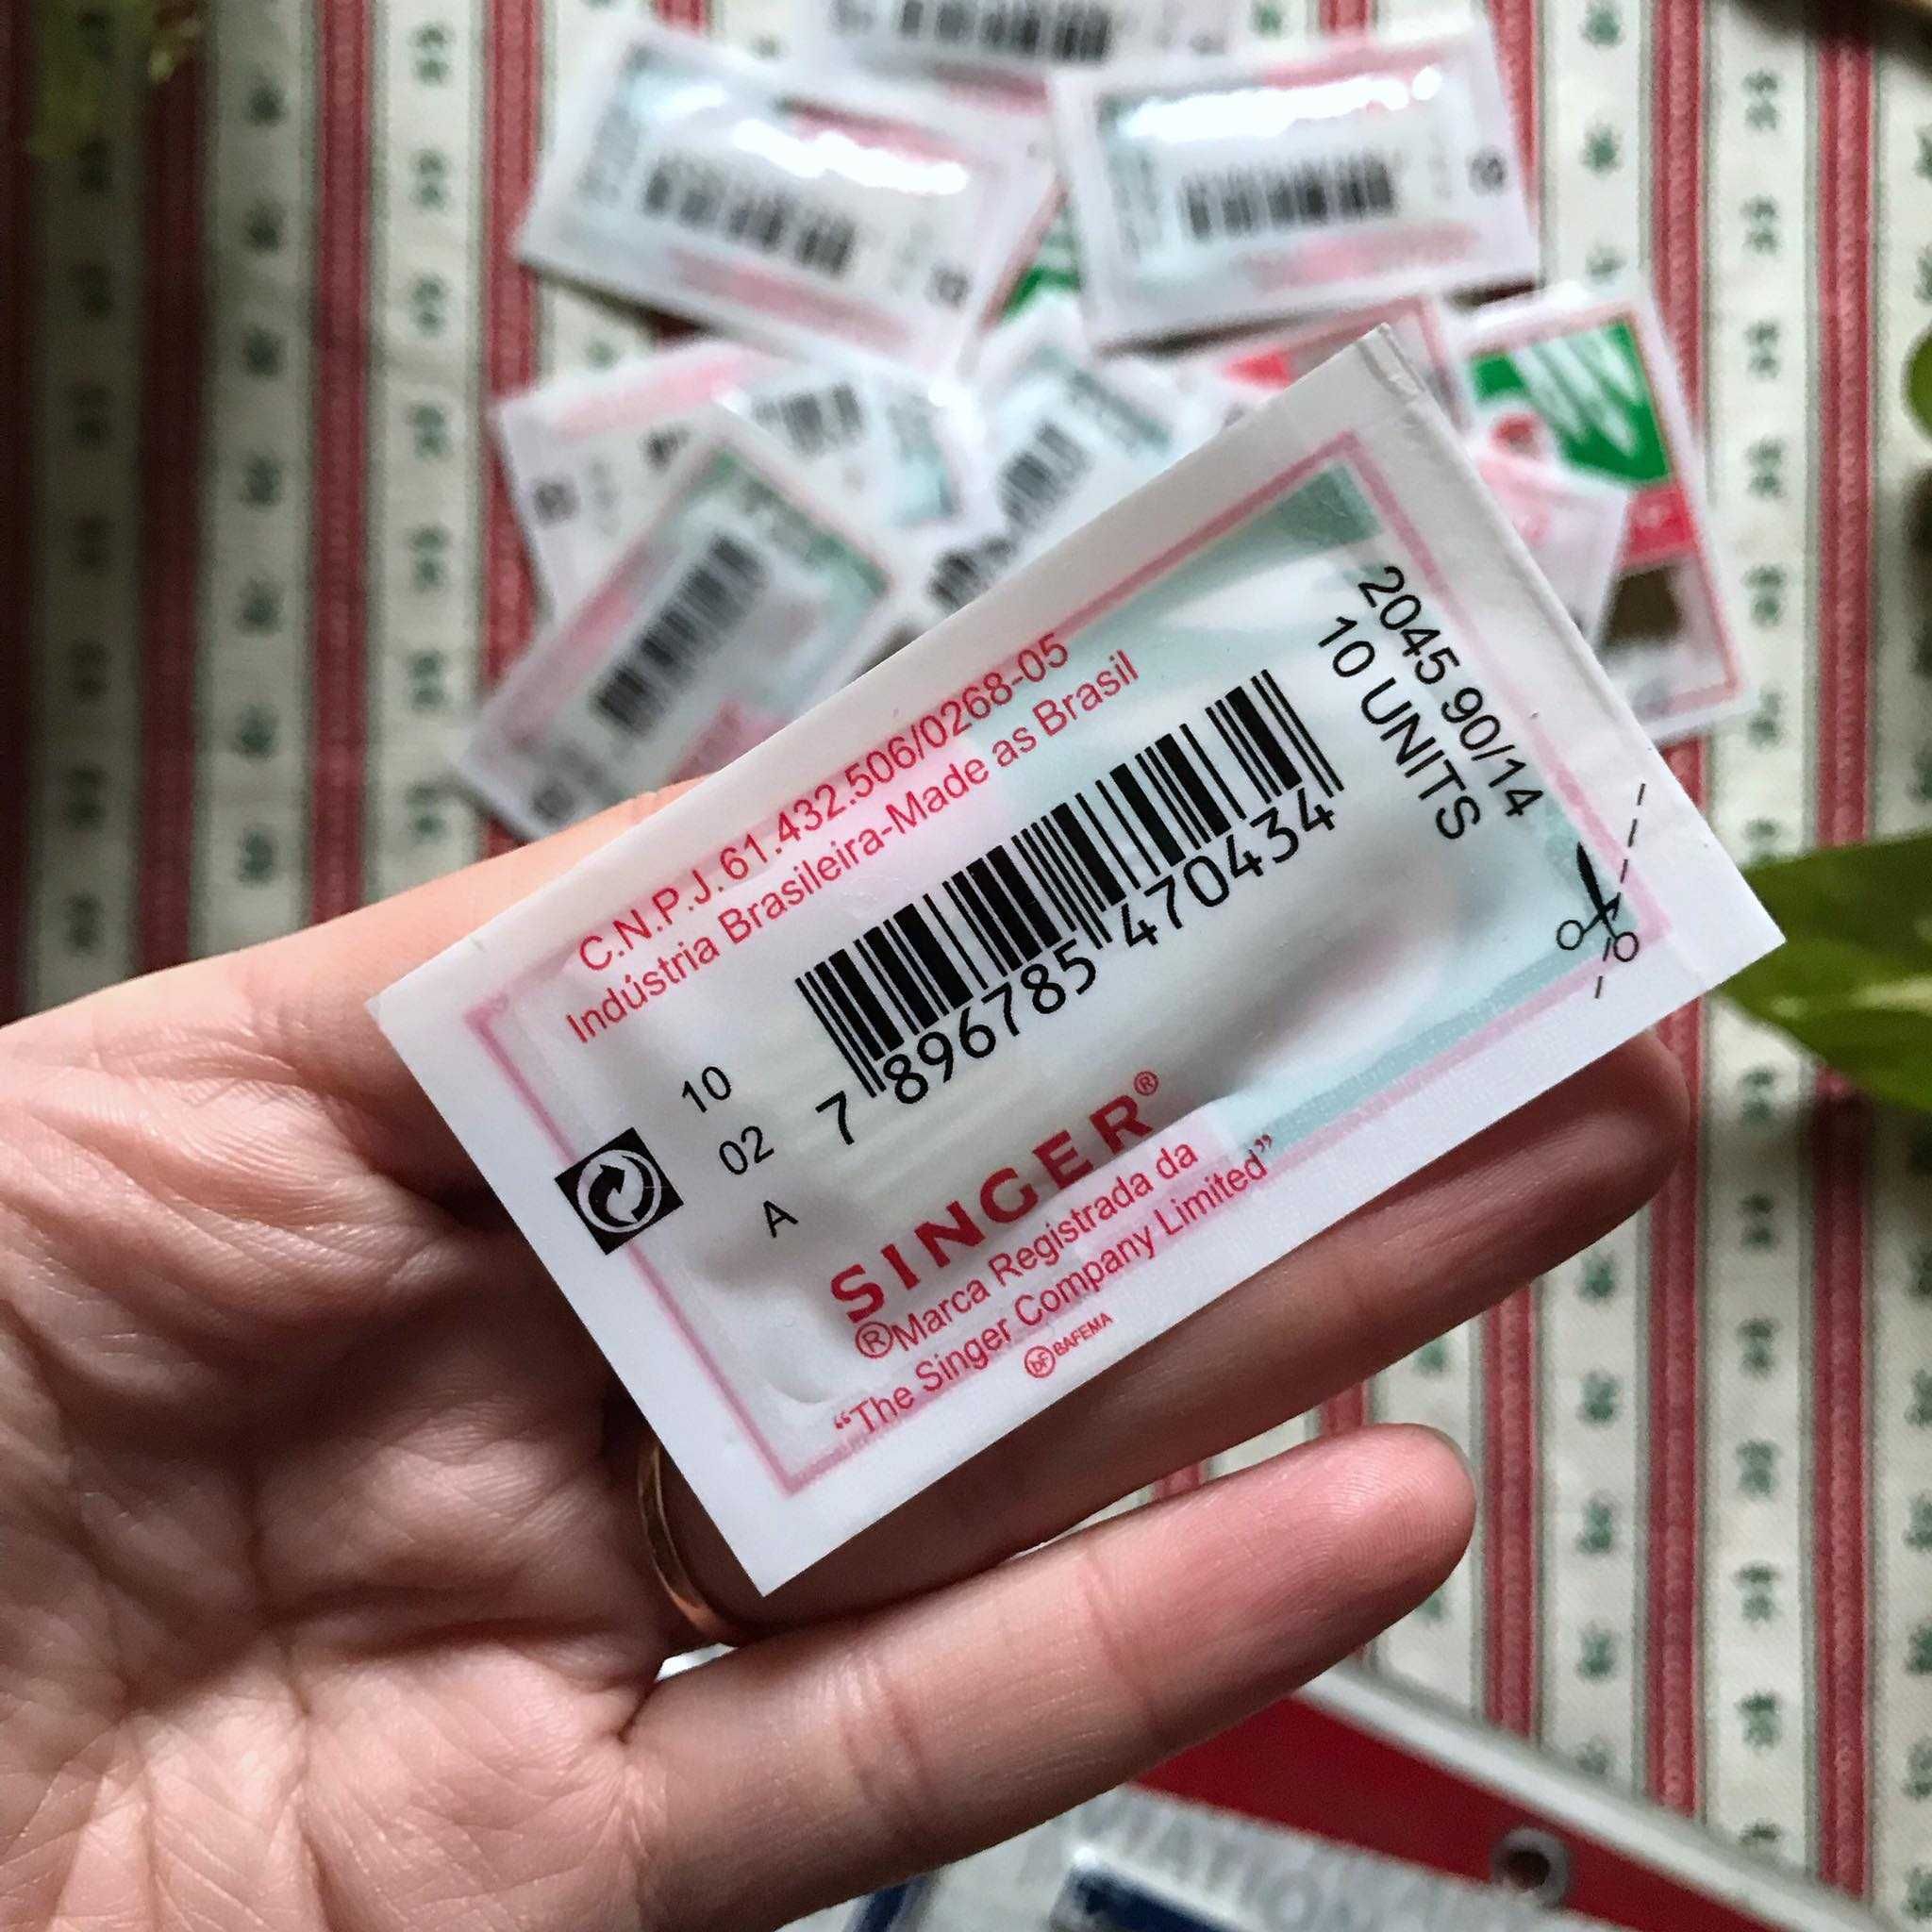 C.N.P.J. 61.432.506/0268-05
Indústria Brasileira-Made as Brasil
2045 90/14
10 UNITS
7 896785 470434
10
02
A
SINGER®
®Marca Registrada da
“The Singer Company Limited”
bF BAFEMA